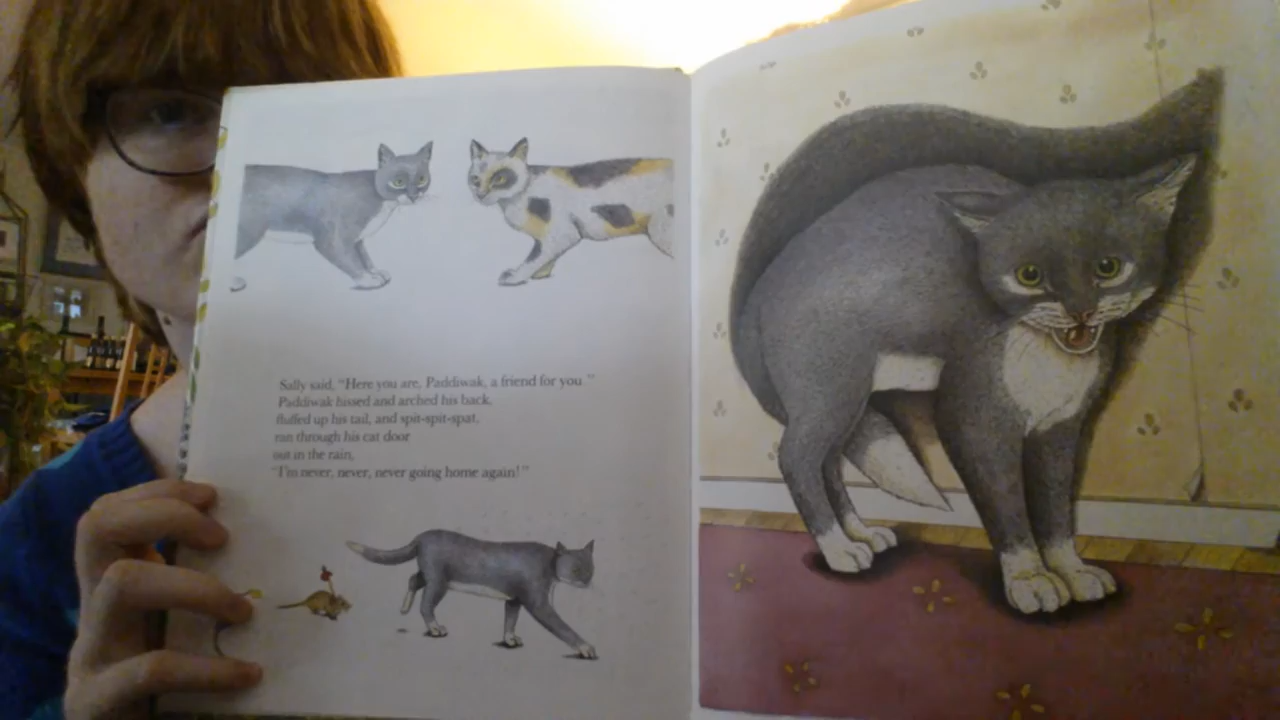 Sally said, "Here you are, Paddiwak, a friend for you."
Paddiwak hissed and arched his back,
fluffed up his tail, and spit-spit-spat,
ran through his cat door
out in the rain,
"I'm never, never, never going home again!"